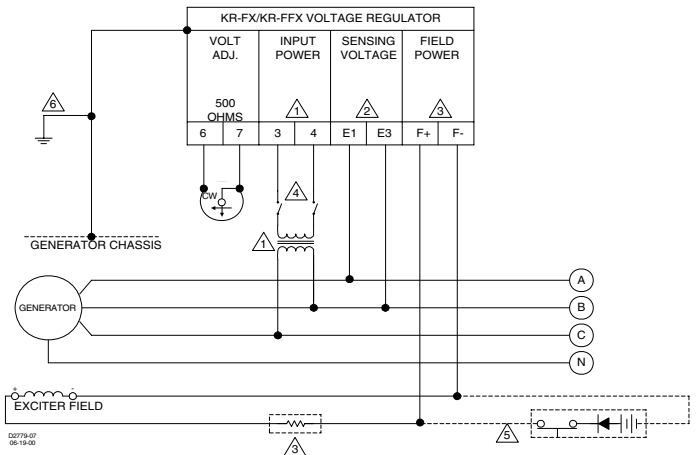 KR-FX/KR-FFX VOLTAGE REGULATOR
VOLT ADJ.
INPUT POWER
SENSING VOLTAGE
FIELD POWER
500 OHMS
1
2
3
6
7
3
4
E1
E3
F+
F-
6
CW
4
1
GENERATOR CHASSIS
GENERATOR
A
B
C
N
+
-
EXCITER FIELD
3
5
D2779-07
06-19-00